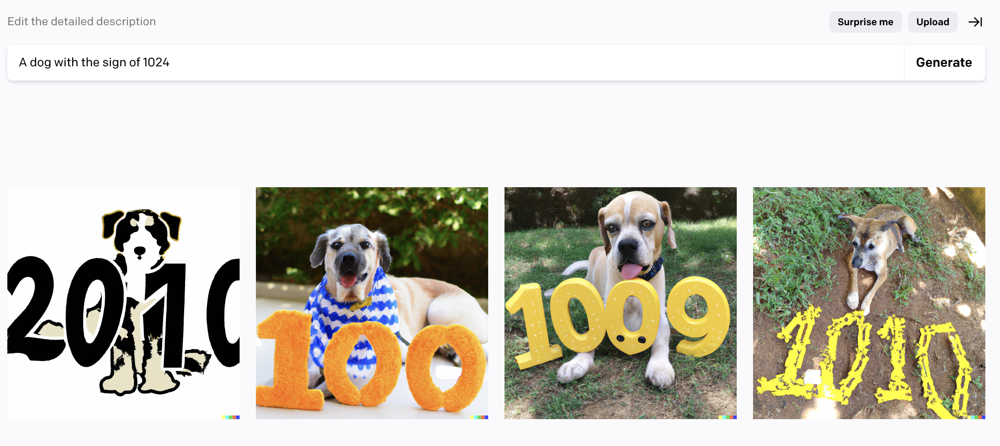 Edit the detailed description
Surprise me
Upload
A dog with the sign of 1024
Generate
2010
100
1009
1010